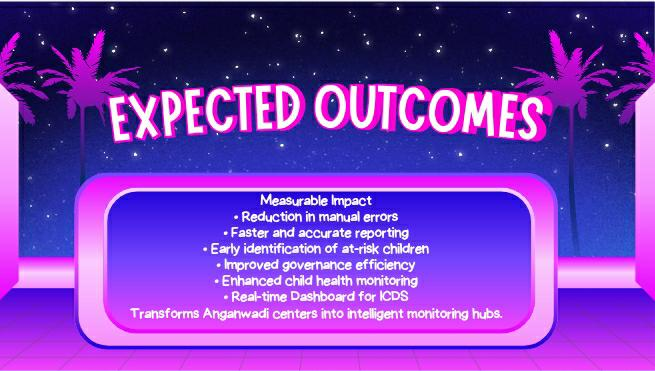 EXPECTED OUTCOMES
Measurable Impact
• Reduction in manual errors
• Faster and accurate reporting
• Early identification of at-risk children
• Improved governance efficiency
• Enhanced child health monitoring
• Real-time Dashboard for ICDS
Transforms Anganwadi centers into intelligent monitoring hubs.